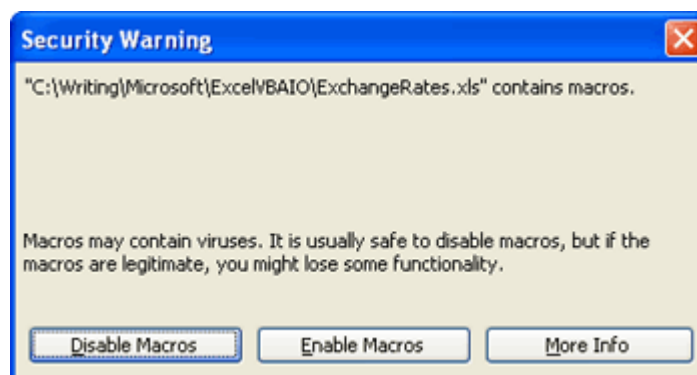 Security Warning
"C:\Writing\Microsoft\ExcelVBAIO\ExchangeRates.xls" contains macros.
Macros may contain viruses. It is usually safe to disable macros, but if the
macros are legitimate, you might lose some functionality.
Disable Macros Enable Macros More Info